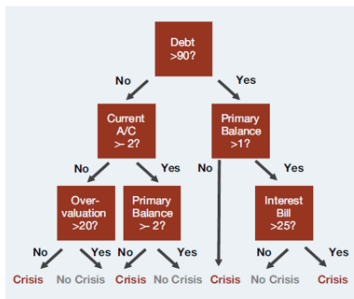 Debt
>90?
No
Yes
Current
A/C
>- 2?
Primary
Balance
>1?
No
Yes
No
Yes
Over-
valuation
>20?
Primary
Balance
>- 2?
Interest
Bill
>25?
No
Yes
No
Yes
No
Yes
Crisis
No Crisis
Crisis
No Crisis
Crisis
No Crisis
Crisis